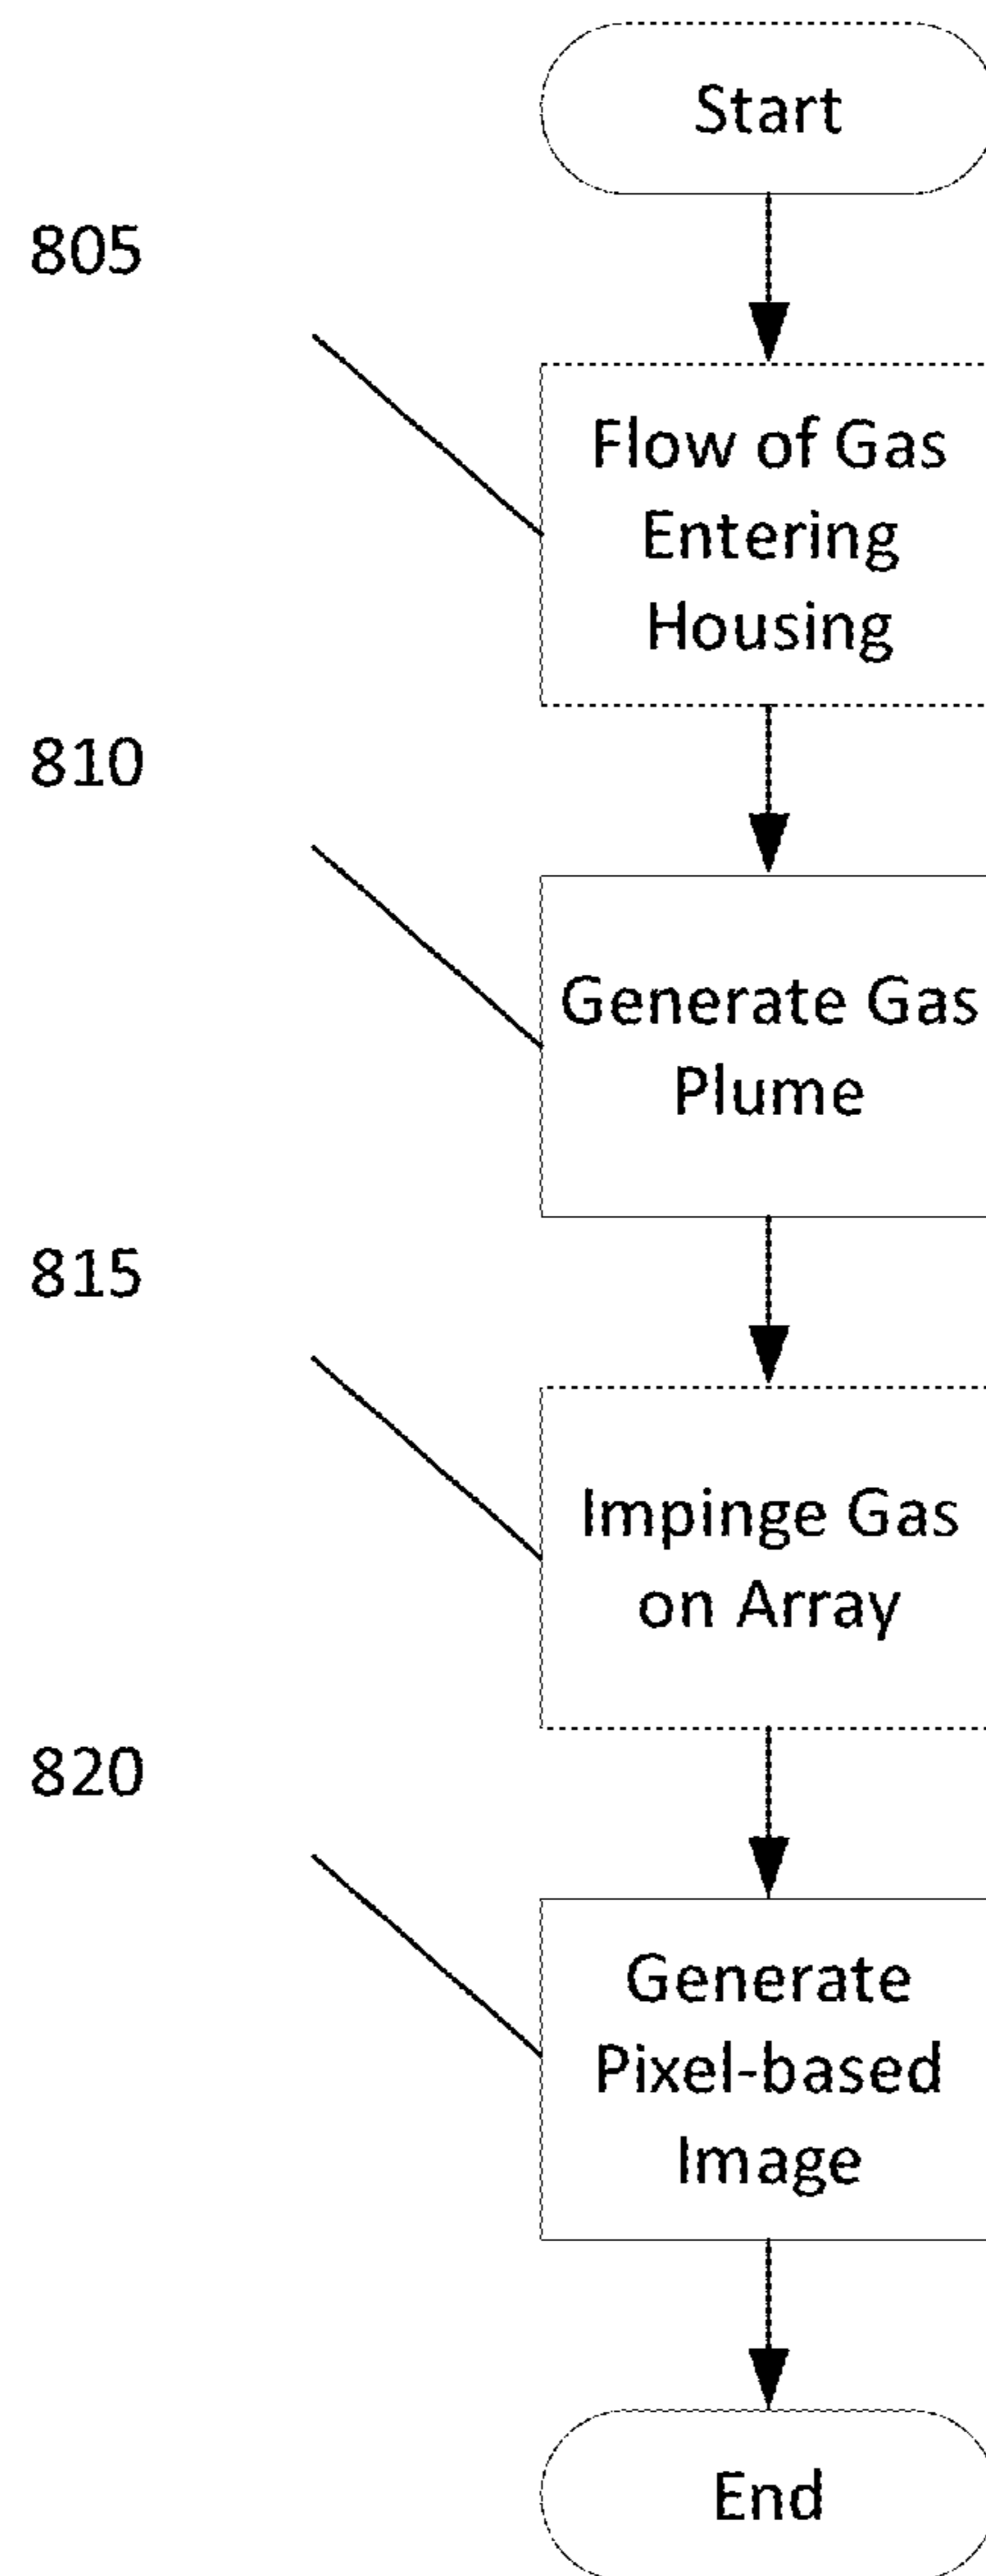 Start
805
Flow of Gas
Entering
Housing
810
Generate Gas
Plume
815
Impinge Gas
on Array
820
Generate
Pixel-based
Image
End